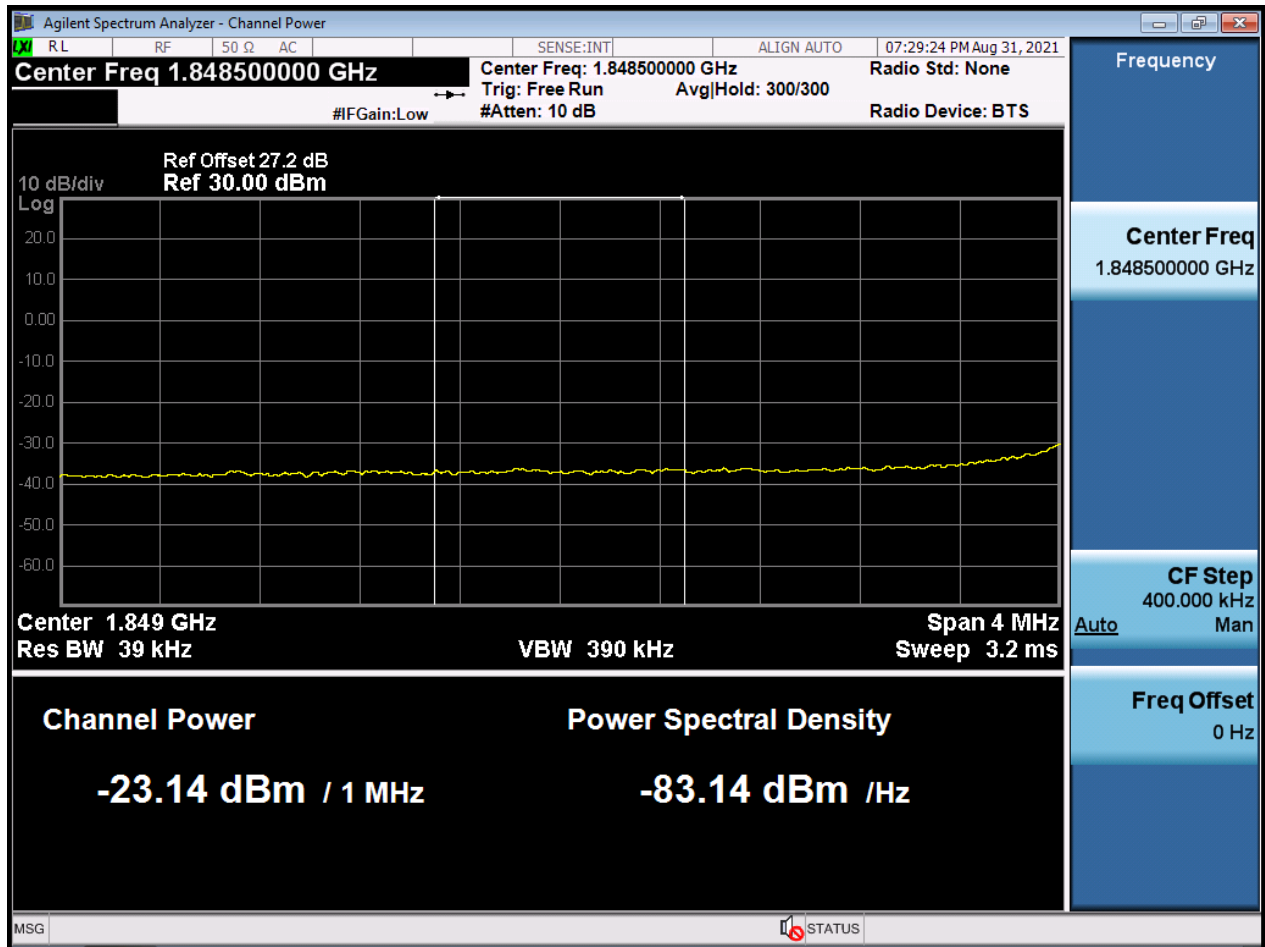 Agilent Spectrum Analyzer - Channel Power
LXI RL RF 50 Ω AC SENSE:INT ALIGN AUTO 07:29:24 PM Aug 31, 2021
Center Freq 1.848500000 GHz
#IFGain:Low
Center Freq: 1.848500000 GHz
Trig: Free Run Avg|Hold: 300/300
#Atten: 10 dB
Radio Std: None
Radio Device: BTS
Ref Offset 27.2 dB
10 dB/div Ref 30.00 dBm
Log
20.0
10.0
0.00
-10.0
-20.0
-30.0
-40.0
-50.0
-60.0
Center 1.849 GHz Span 4 MHz
Res BW 39 kHz VBW 390 kHz Sweep 3.2 ms
Channel Power Power Spectral Density
-23.14 dBm / 1 MHz -83.14 dBm /Hz
Frequency
Center Freq
1.848500000 GHz
CF Step
400.000 kHz
Auto Man
Freq Offset
0 Hz
MSG STATUS